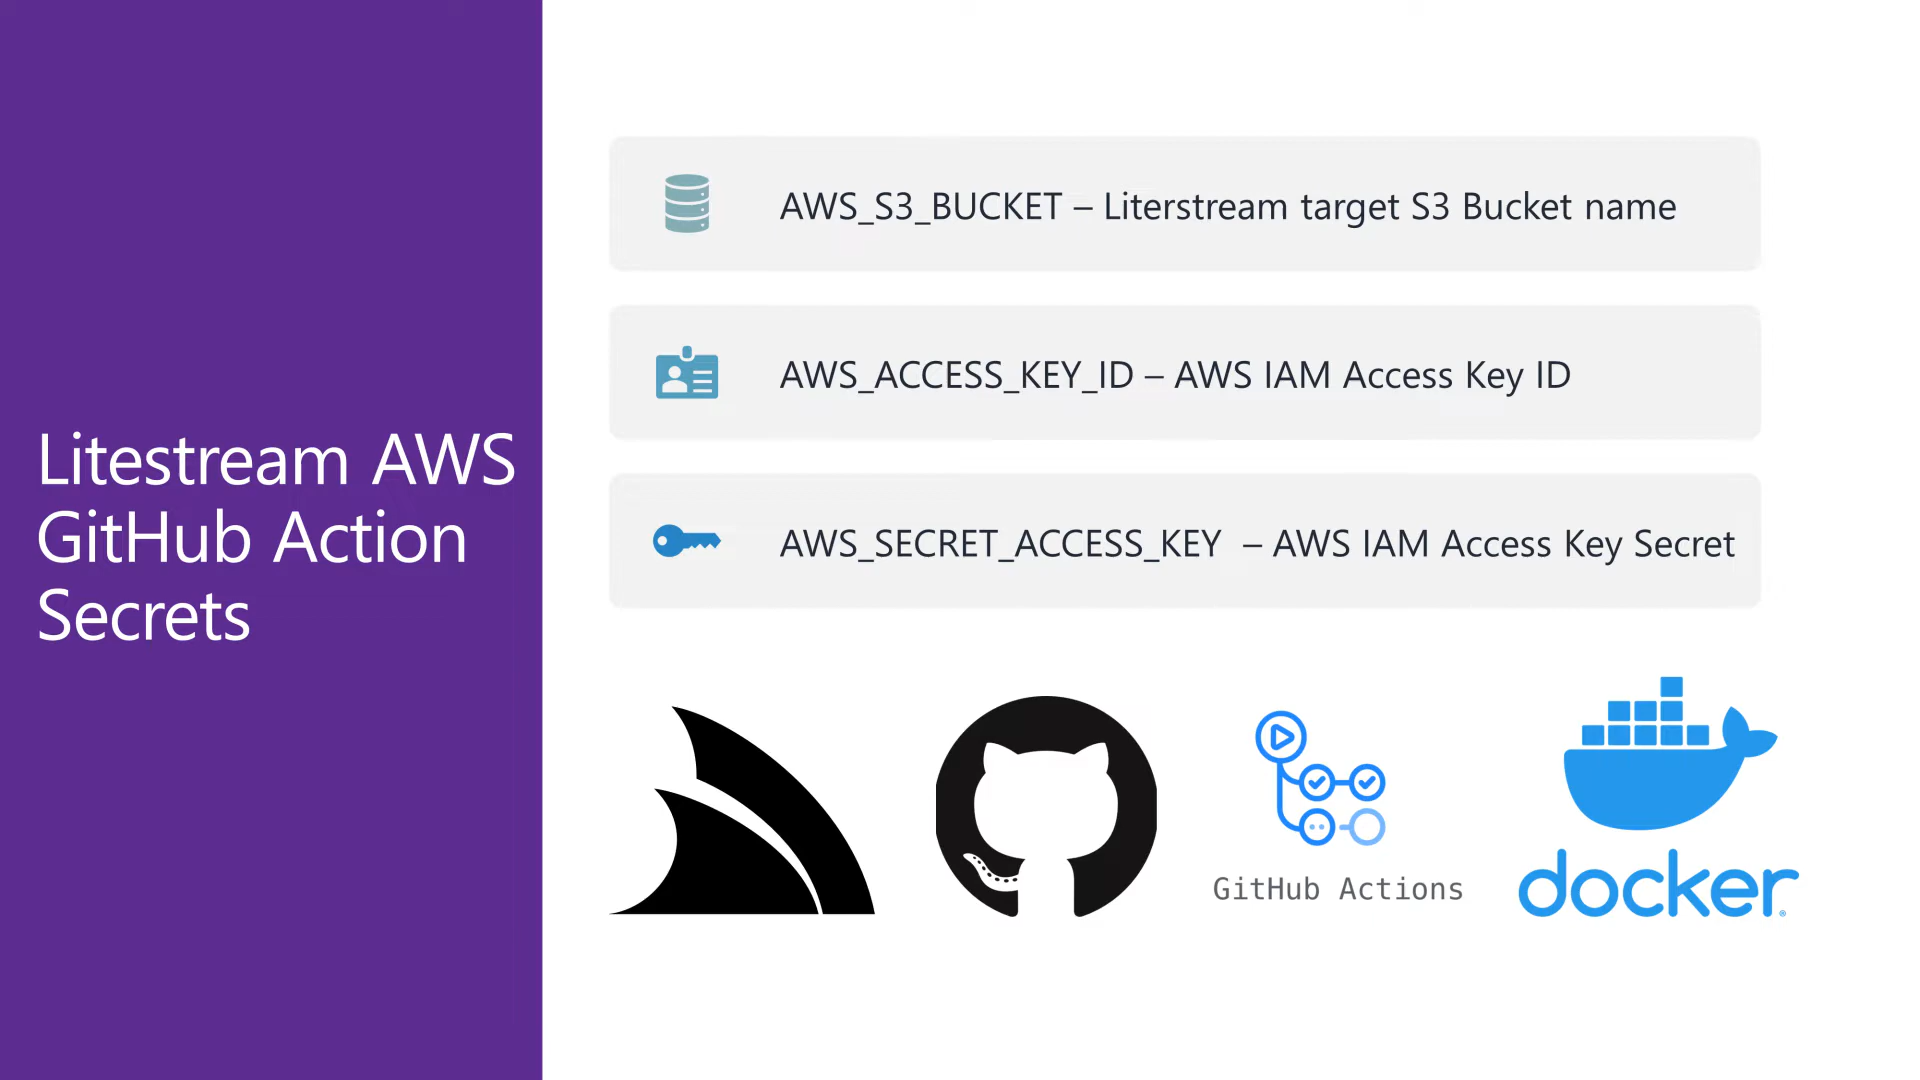 Litestream AWS
GitHub Action
Secrets
AWS_S3_BUCKET – Literstream target S3 Bucket name
AWS_ACCESS_KEY_ID – AWS IAM Access Key ID
AWS_SECRET_ACCESS_KEY – AWS IAM Access Key Secret
GitHub Actions
docker®